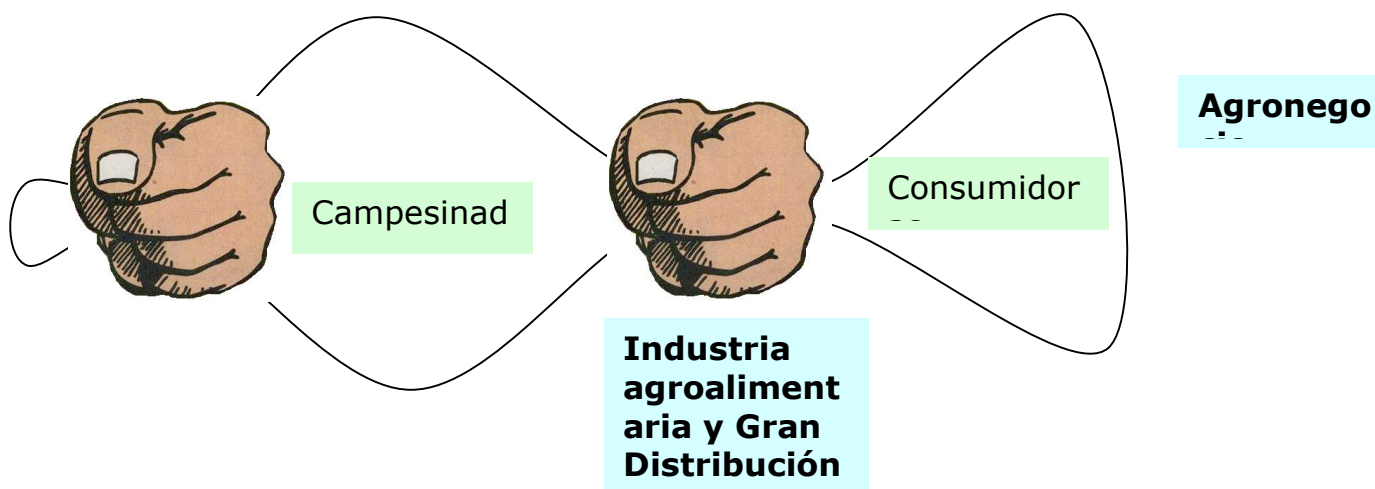 Campesinad
Consumidor
Agronego
Industria
agroaliment
aria y Gran
Distribución